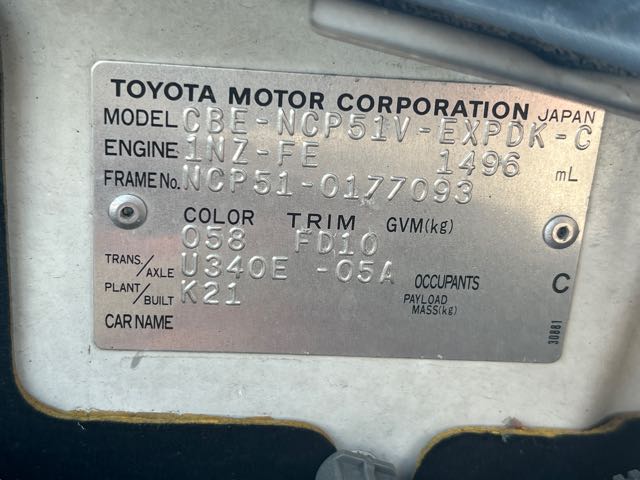 TOYOTA MOTOR CORPORATION JAPAN
MODEL CBE-NCP51V-EXPDK-C
ENGINE 1NZ-FE 1496 mL
FRAME No. NCP51-0177093
COLOR TRIM GVM(kg)
058 FD10
TRANS./AXLE U340E -05A OCCUPANTS C
PLANT/BUILT K21 PAYLOAD MASS(kg)
CAR NAME
30881